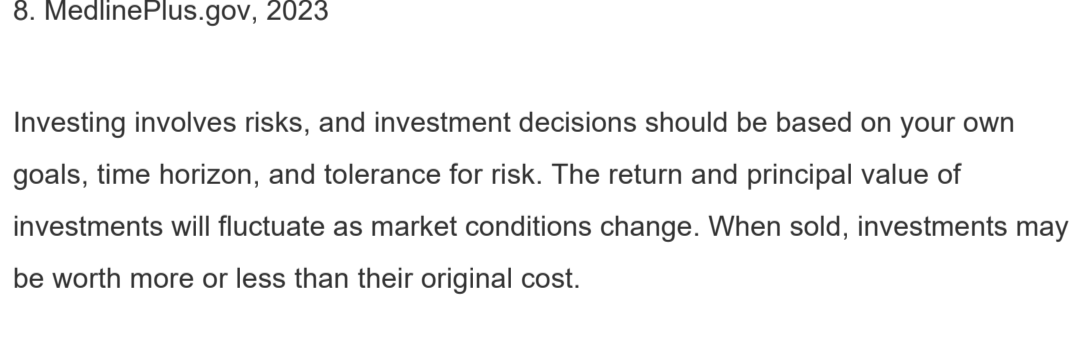 8. MedlinePlus.gov, 2023
Investing involves risks, and investment decisions should be based on your own
goals, time horizon, and tolerance for risk. The return and principal value of
investments will fluctuate as market conditions change. When sold, investments may
be worth more or less than their original cost.